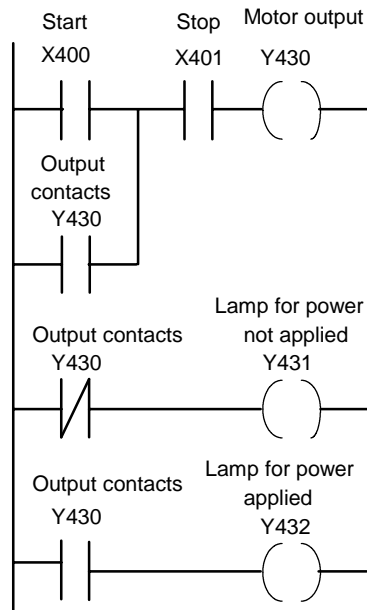 Start Stop Motor output
X400 X401 Y430
Output
contacts
Y430
Lamp for power
not applied
Output contacts
Y430 Y431
Lamp for power
applied
Output contacts
Y430 Y432